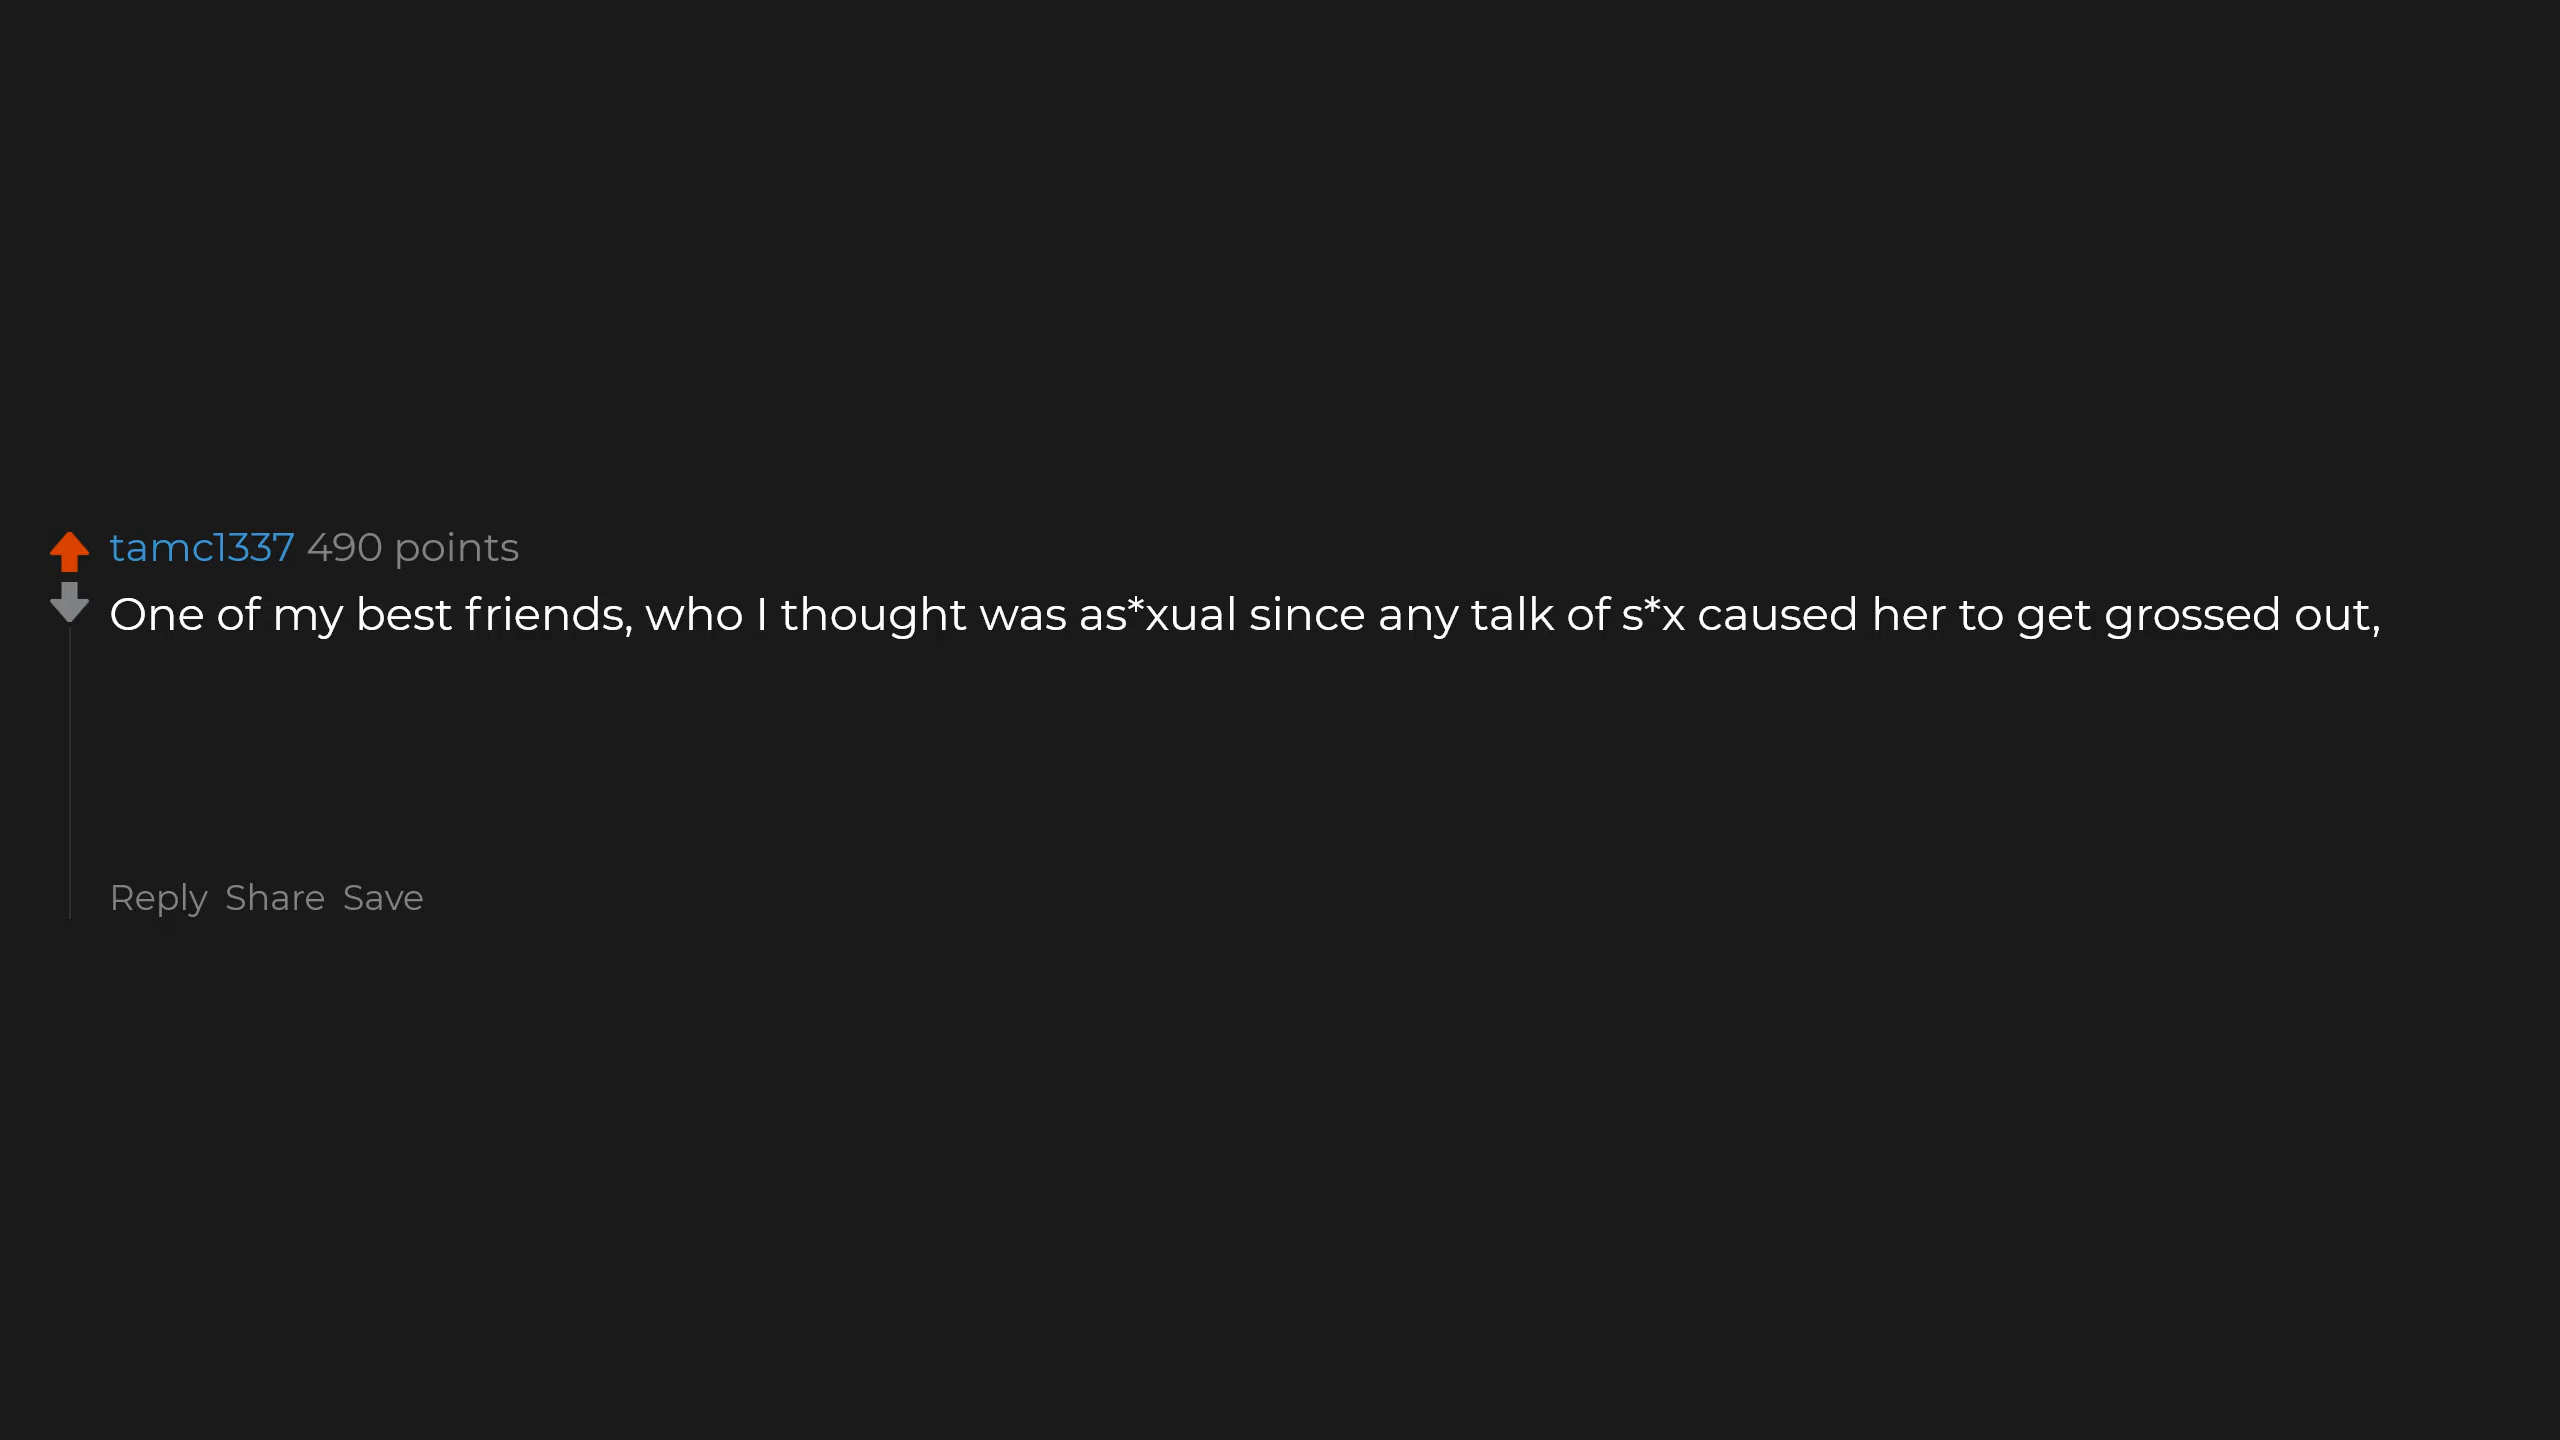 tamc1337 490 points
One of my best friends, who I thought was as*xual since any talk of s*x caused her to get grossed out,
Reply Share Save